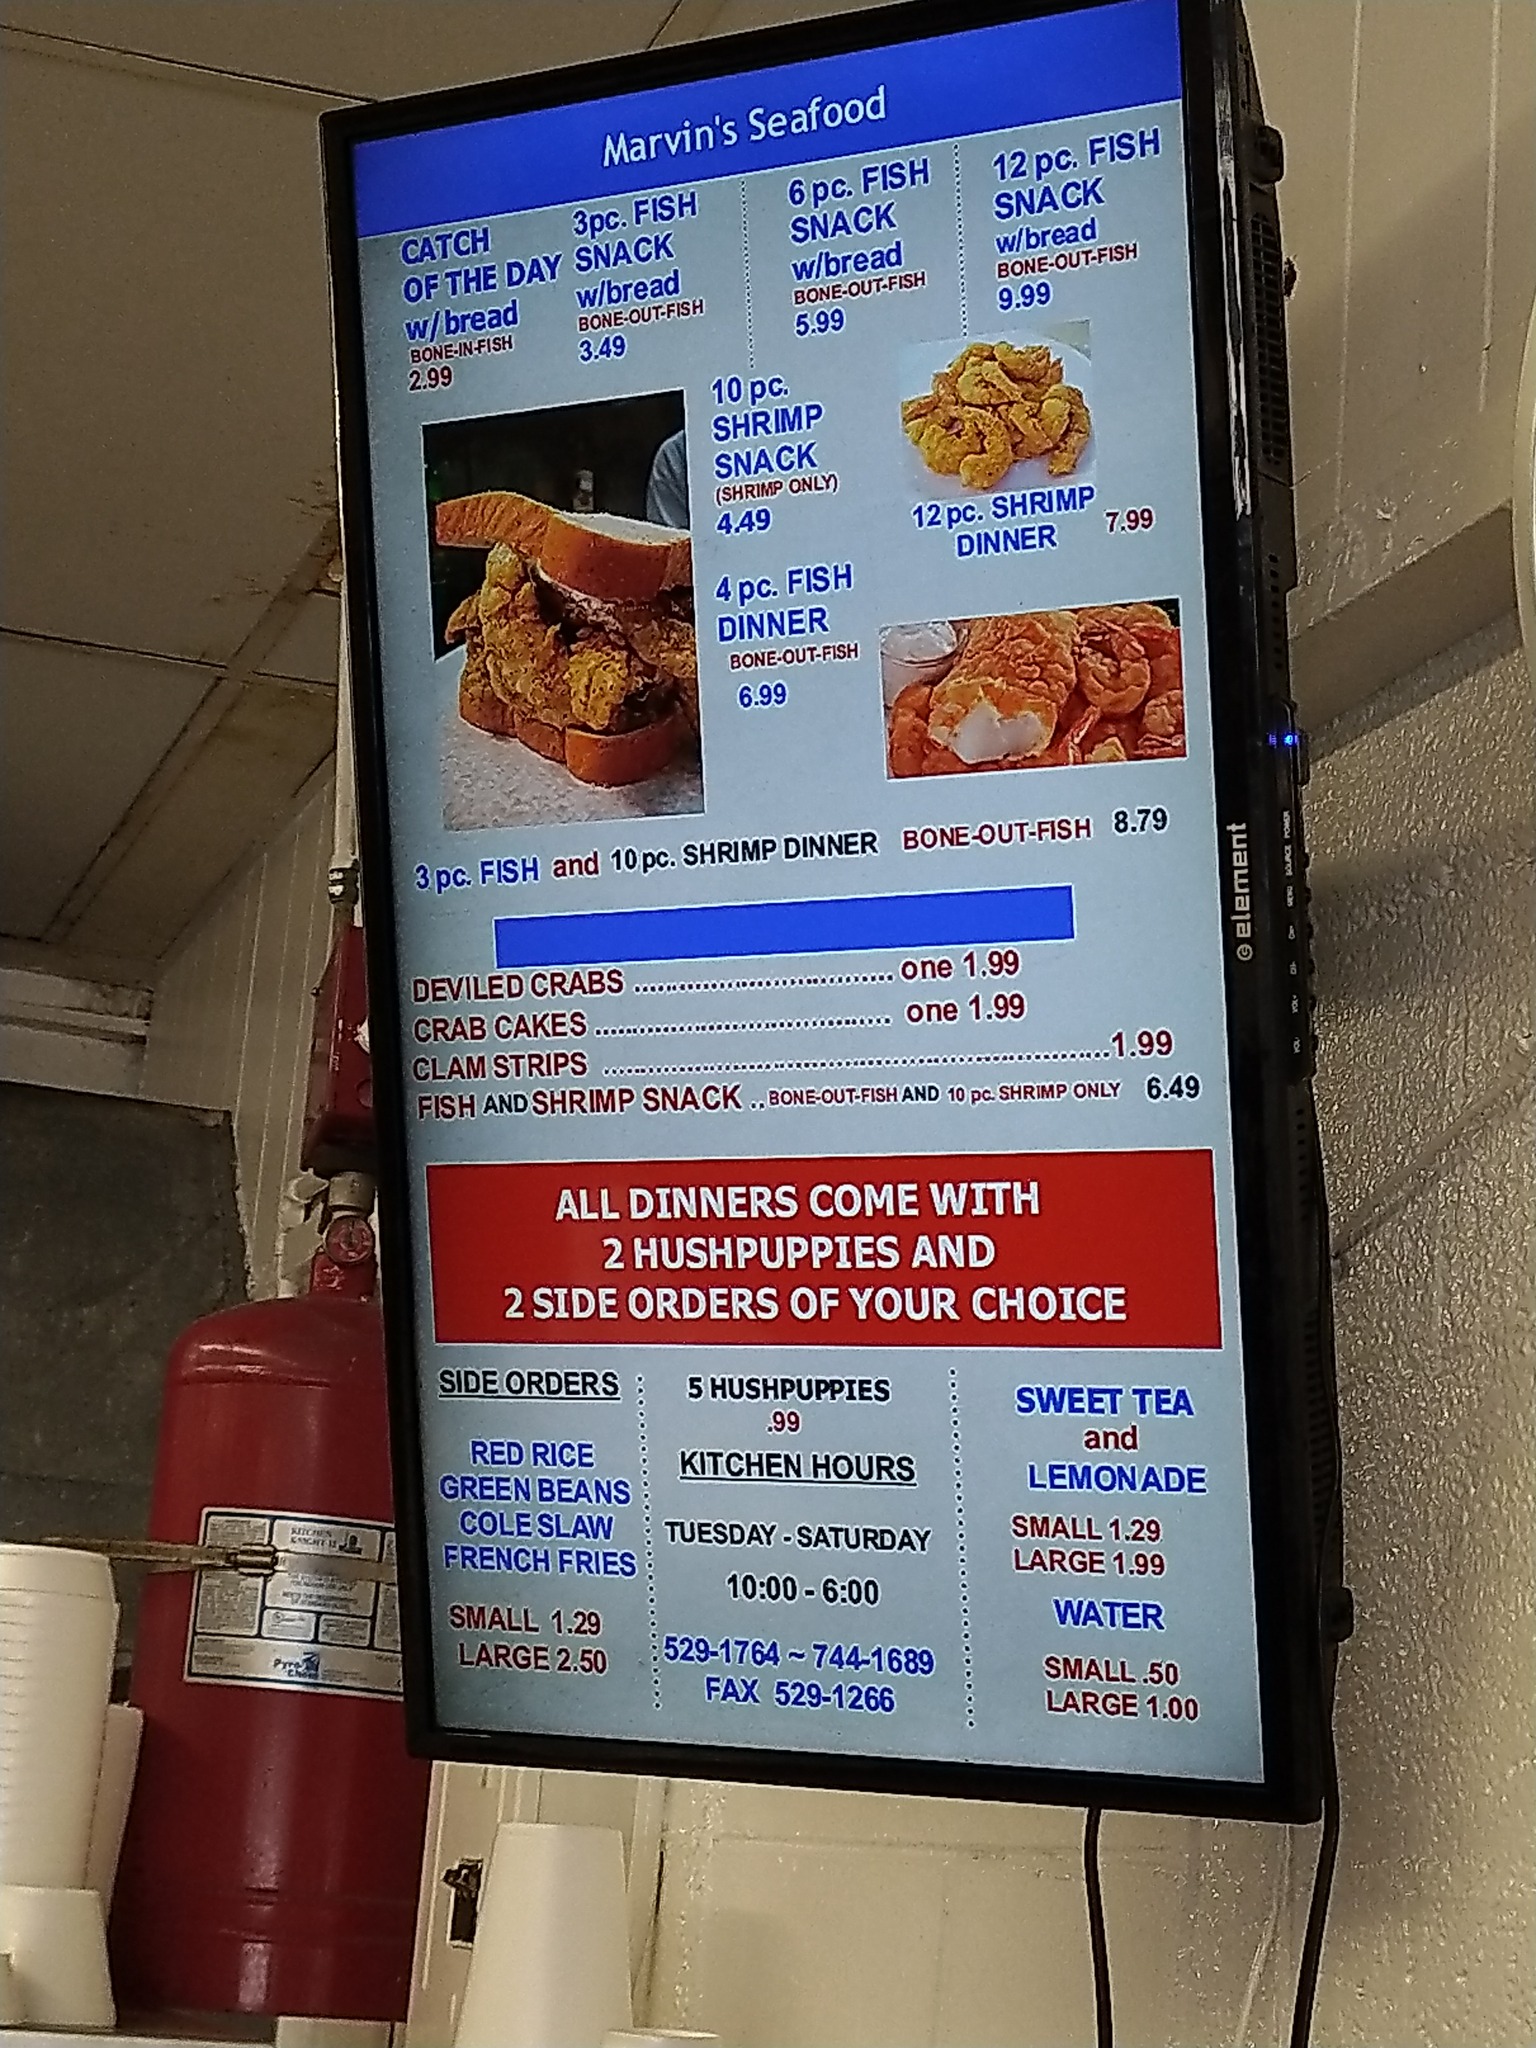 Marvin's Seafood
CATCH
OF THE DAY
w/ bread
BONE-IN-FISH
2.99
3pc. FISH
SNACK
w/bread
BONE-OUT-FISH
3.49
6 pc. FISH
SNACK
w/bread
BONE-OUT-FISH
5.99
12 pc. FISH
SNACK
w/bread
BONE-OUT-FISH
9.99
10 pc.
SHRIMP
SNACK
(SHRIMP ONLY)
4.49
12 pc. SHRIMP
DINNER 7.99
4 pc. FISH
DINNER
BONE-OUT-FISH
6.99
3 pc. FISH and 10 pc. SHRIMP DINNER BONE-OUT-FISH 8.79
DEVILED CRABS ................................ one 1.99
CRAB CAKES ..................................... one 1.99
CLAM STRIPS ...............................................................1.99
FISH AND SHRIMP SNACK .. BONE-OUT-FISH AND 10 pc. SHRIMP ONLY 6.49
ALL DINNERS COME WITH
2 HUSHPUPPIES AND
2 SIDE ORDERS OF YOUR CHOICE
SIDE ORDERS
RED RICE
GREEN BEANS
COLE SLAW
FRENCH FRIES
SMALL 1.29
LARGE 2.50
5 HUSHPUPPIES
.99
KITCHEN HOURS
TUESDAY - SATURDAY
10:00 - 6:00
529-1764 ~ 744-1689
FAX 529-1266
SWEET TEA
and
LEMONADE
SMALL 1.29
LARGE 1.99
WATER
SMALL .50
LARGE 1.00
element
POWER
SOURCE
MENU
KITCHEN